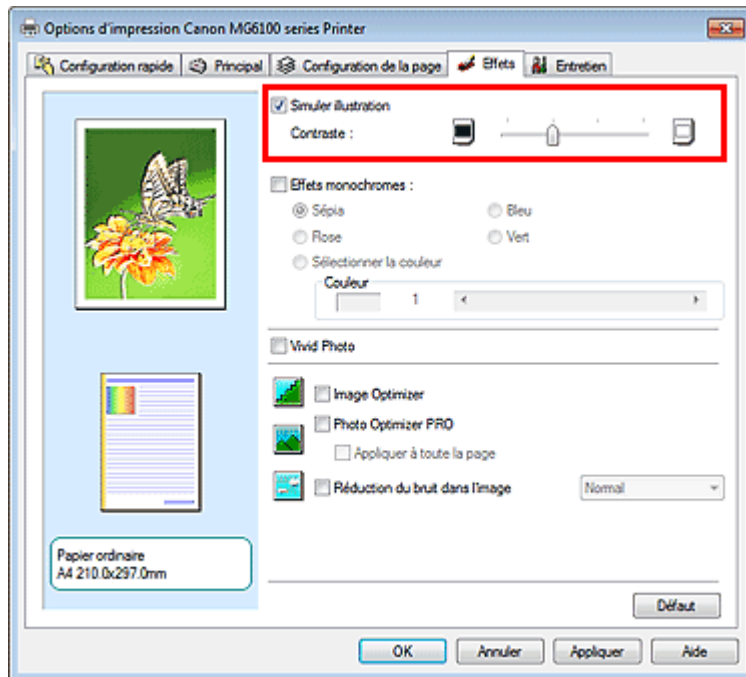 Options d'impression Canon MG6100 series Printer
Configuration rapide Principal Configuration de la page Effets Entretien
Simuler illustration
Contraste :
Effets monochromes :
Sépia Bleu
Rose Vert
Sélectionner la couleur
Couleur
1
Vivid Photo
Image Optimizer
Photo Optimizer PRO
Appliquer à toute la page
Réduction du bruit dans l'image Normal
Papier ordinaire
A4 210.0x297.0mm
Défaut
OK Annuler Appliquer Aide